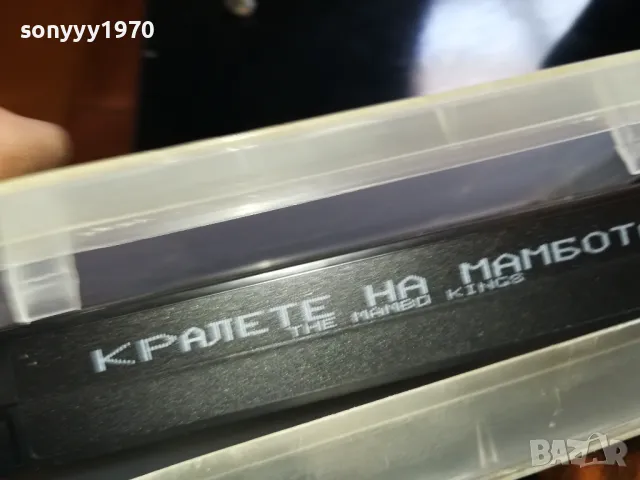 sonyyy1970
КРАЛЕТЕ НА МАМБОТО
THE MAMBO KINGS
BAZAR